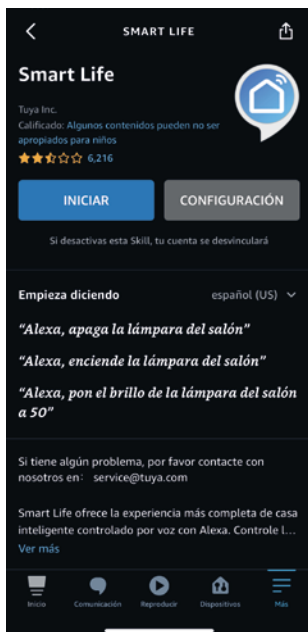 SMART LIFE
Smart Life
Tuya Inc.
Calificado: Algunos contenidos pueden no ser
apropiados para niños
6,216
INICIAR
CONFIGURACIÓN
Si desactivas esta Skill, tu cuenta se desvinculará
Empieza diciendo
español (US)
“Alexa, apaga la lámpara del salón”
“Alexa, enciende la lámpara del salón”
“Alexa, pon el brillo de la lámpara del salón
a 50”
Si tiene algún problema, por favor contacte con
nosotros en: service@tuya.com
Smart Life ofrece la experiencia más completa de casa
inteligente controlado por voz con Alexa. Controle l...
Ver más
Inicio
Comunicación
Reproducir
Dispositivos
Más